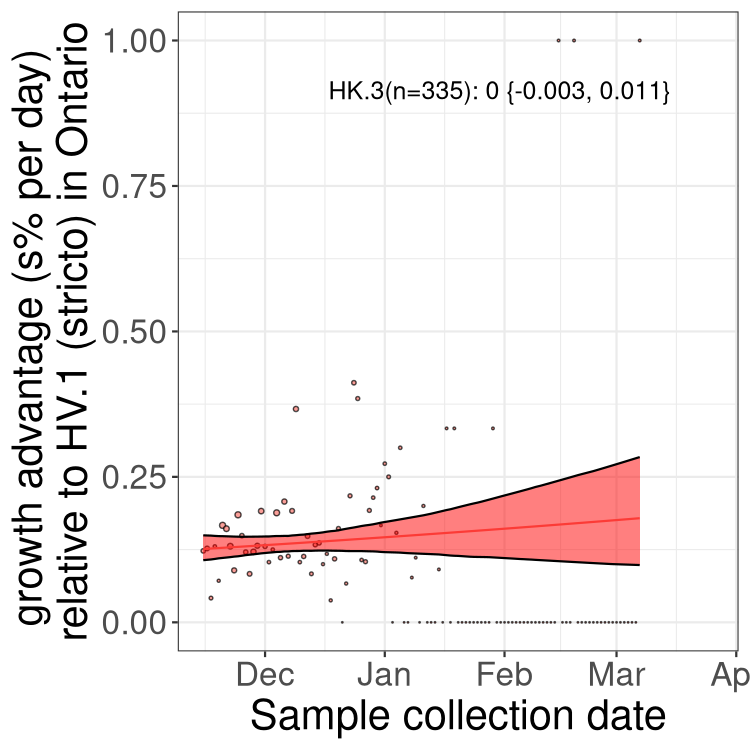 growth advantage (s% per day)
relative to HV.1 (stricto) in Ontario
1.00
0.75
0.50
0.25
0.00
HK.3(n=335): 0 {-0.003, 0.011}
Dec Jan Feb Mar Ap
Sample collection date